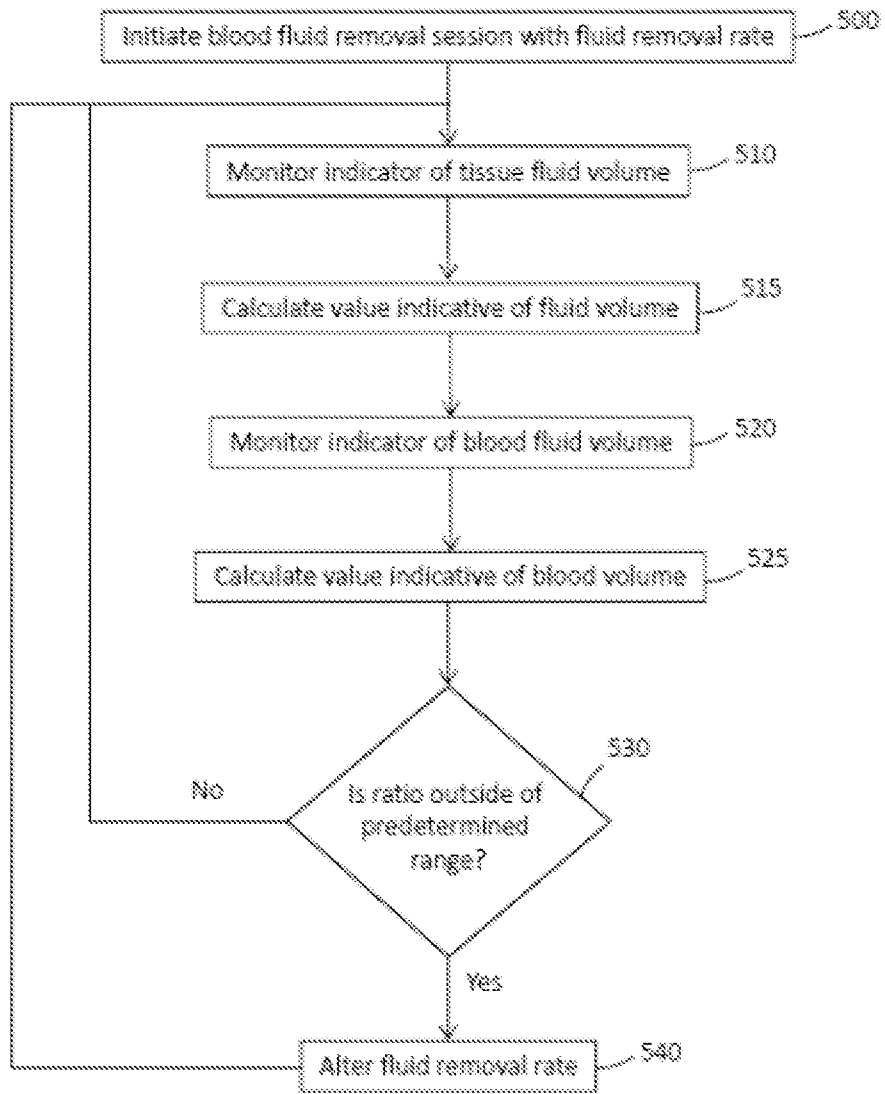 Initiate blood fluid removal session with fluid removal rate
500
Monitor indicator of tissue fluid volume
510
Calculate value indicative of fluid volume
515
Monitor indicator of blood fluid volume
520
Calculate value indicative of blood volume
525
530
No
Is ratio outside of
predetermined
range?
Yes
Alter fluid removal rate
540